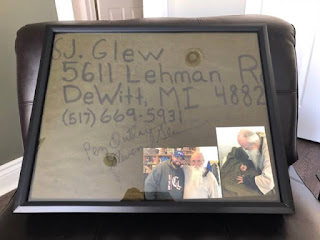 S.J. Glew
5611 Lehman R
DeWitt, MI 4882
(517) 669-5931